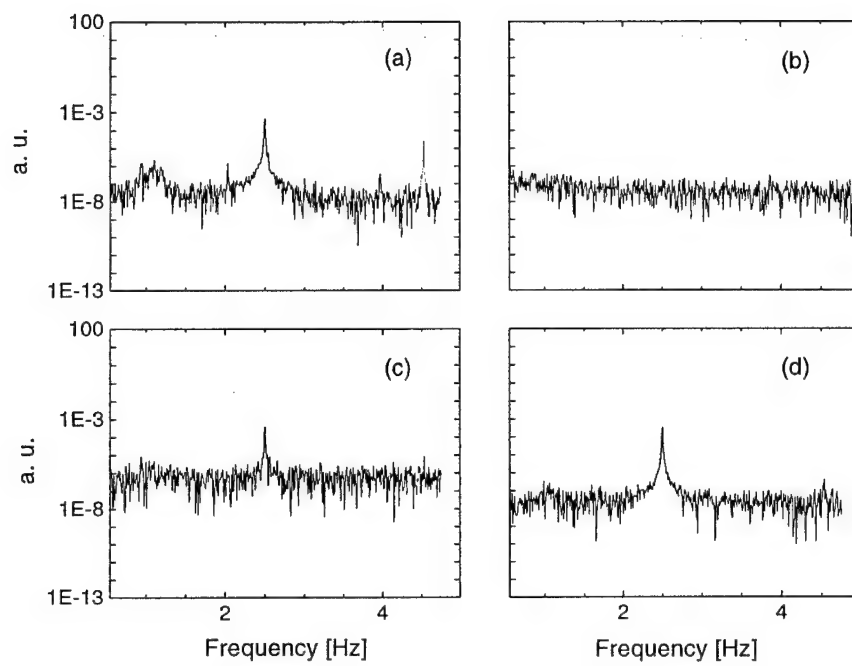 100
(a)
(b)
1E-3
a. u.
1E-8
1E-13
100
(c)
(d)
1E-3
a. u.
1E-8
1E-13
2
4
2
4
Frequency [Hz]
Frequency [Hz]